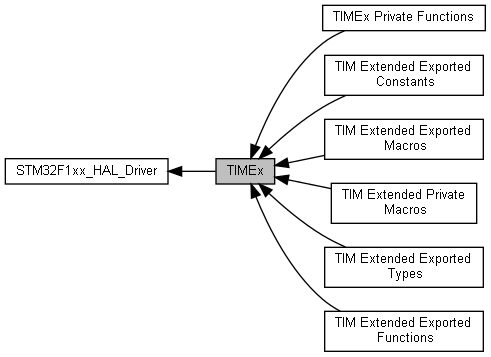 TIMEx Private Functions
TIM Extended Exported
Constants
TIM Extended Exported
Macros
STM32F1xx_HAL_Driver
TIMEx
TIM Extended Private
Macros
TIM Extended Exported
Types
TIM Extended Exported
Functions